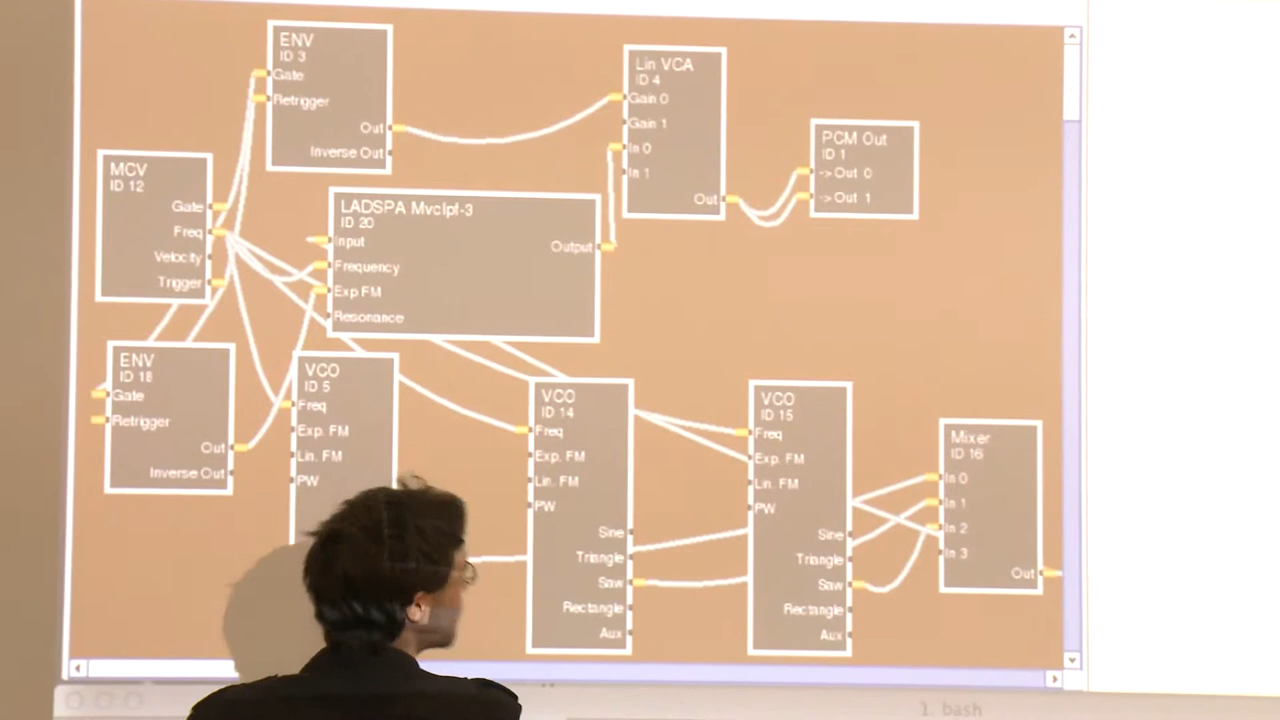 ENV
ID 3
Gate
Retrigger
Out
Inverse Out
Lin VCA
ID 4
Gain 0
Gain 1
In 0
In 1
Out
PCM Out
ID 1
-> Out 0
-> Out 1
MCV
ID 12
Gate
Freq
Velocity
Trigger
LADSPA Mvclpf-3
ID 20
Input
Frequency
Exp FM
Resonance
Output
ENV
ID 18
Gate
Retrigger
Out
Inverse Out
VCO
ID 5
Freq
Exp. FM
Lin. FM
PW
VCO
ID 14
Freq
Exp. FM
Lin. FM
PW
Sine
Triangle
Saw
Rectangle
Aux
VCO
ID 15
Freq
Exp. FM
Lin. FM
PW
Sine
Triangle
Saw
Rectangle
Aux
Mixer
ID 16
In 0
In 1
In 2
In 3
Out
1. bash